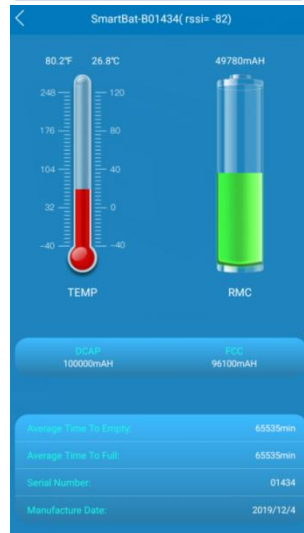 SmartBat-B01434( rssi= -82)
80.2℉ 26.8℃ 49780mAH
248 120
176 80
104 40
32 0
-40 -40
TEMP RMC
DCAP FCC
100000mAH 96100mAH
Average Time To Empty: 65535min
Average Time To Full: 65535min
Serial Number: 01434
Manufacture Date: 2019/12/4